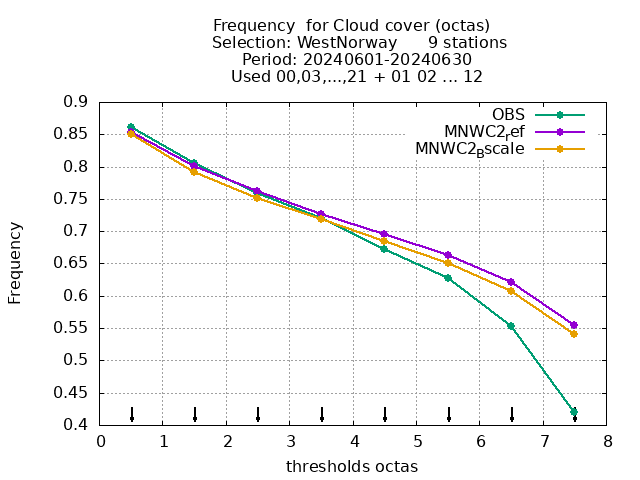 Frequency  for Cloud cover (octas)
Selection: WestNorway      9 stations
Period: 20240601-20240630
Used 00,03,...,21 + 01 02 ... 12
OBS
MNWC2ref
MNWC2Bscale
Frequency
0.9
0.85
0.8
0.75
0.7
0.65
0.6
0.55
0.5
0.45
0.4
0 1 2 3 4 5 6 7 8
thresholds octas